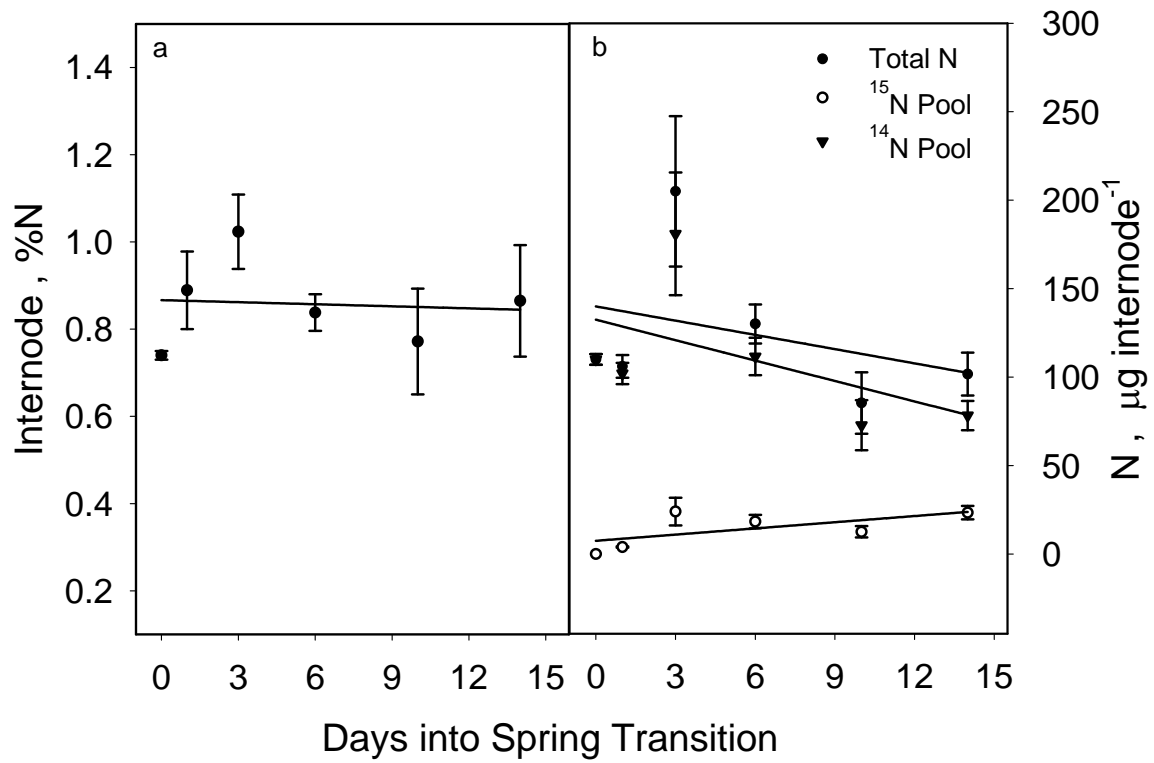 a
1.4
1.2
1.0
0.8
0.6
0.4
0.2
Internode , %N
0 3 6 9 12 15
b
Total N
¹⁵N Pool
¹⁴N Pool
300
250
200
150
100
50
0
N , µg internode⁻¹
0 3 6 9 12 15
Days into Spring Transition